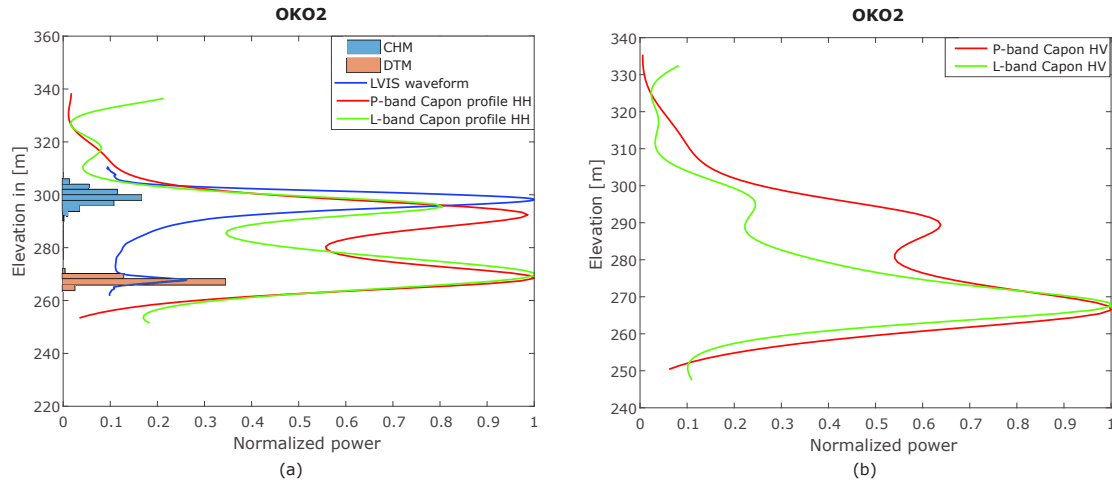 OKO2
360
340
320
300
280
260
240
220
Elevation in [m]
0 0.1 0.2 0.3 0.4 0.5 0.6 0.7 0.8 0.9 1
Normalized power
CHM
DTM
LVIS waveform
P-band Capon profile HH
L-band Capon profile HH
(a)
OKO2
340
330
320
310
300
290
280
270
260
250
240
Elevation [m]
0 0.1 0.2 0.3 0.4 0.5 0.6 0.7 0.8 0.9 1
Normalized power
P-band Capon HV
L-band Capon HV
(b)